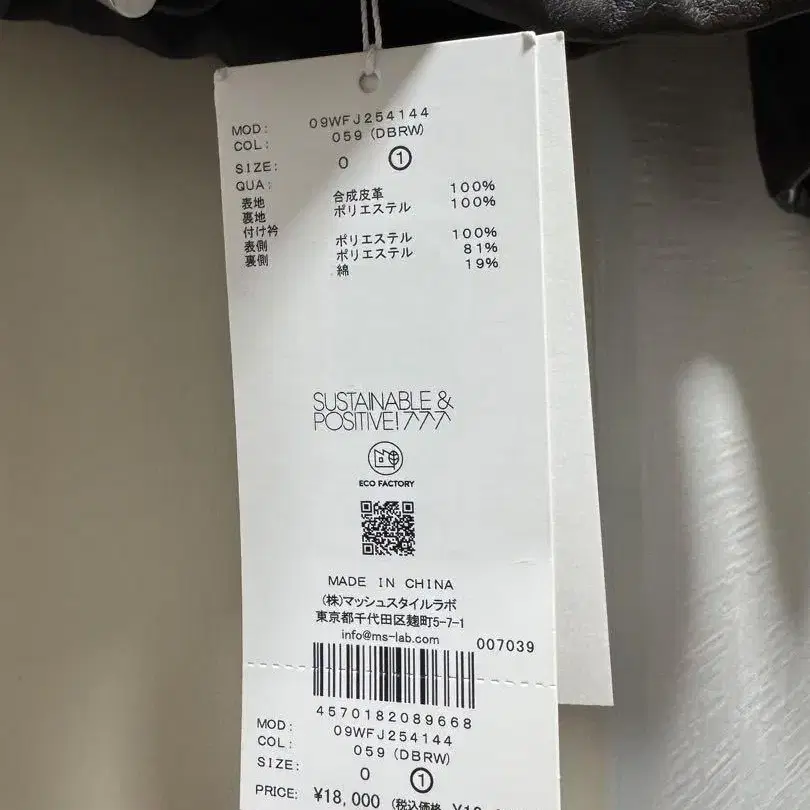 MOD: 09WFJ254144
COL: 059 (DBRW)
SIZE: 0 ①
QUA:
表地 合成皮革 100%
裏地 ポリエステル 100%
付け衿
表側 ポリエステル 100%
裏側 ポリエステル 81%
綿 19%
SUSTAINABLE &
POSITIVE!
ECO FACTORY
MADE IN CHINA
(株)マッシュスタイルラボ
東京都千代田区麹町5-7-1
info@ms-lab.com
007039
4570182089668
MOD: 09WFJ254144
COL: 059 (DBRW)
SIZE: 0 ①
PRICE: ¥18,000 (税込価格